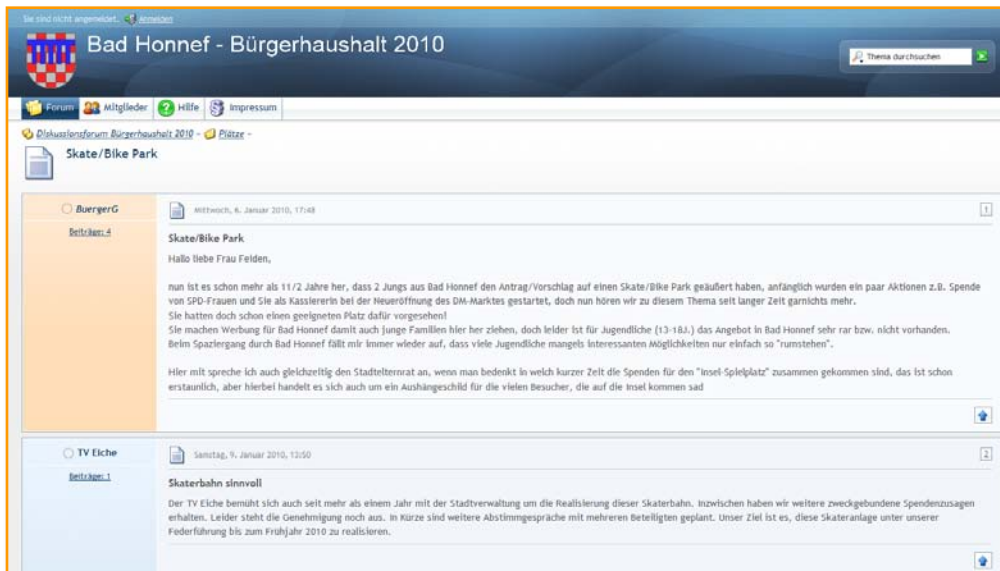 Sie sind nicht angemeldet. Anmelden
Bad Honnef - Bürgerhaushalt 2010
Thema durchsuchen
Forum Mitglieder Hilfe Impressum
Diskussionsforum Bürgerhaushalt 2010 - Plätze -
Skate/Bike Park
BuergerG
Mittwoch, 6. Januar 2010, 17:48
1
Beiträge: 4
Skate/Bike Park
Hallo liebe Frau Feiden,
nun ist es schon mehr als 11/2 Jahre her, dass 2 Jungs aus Bad Honnef den Antrag/Vorschlag auf einen Skate/Bike Park geäußert haben, anfänglich wurden ein paar Aktionen z.B. Spende
von SPD-Frauen und Sie als Kassiererin bei der Neueröffnung des DM-Marktes gestartet, doch nun hören wir zu diesem Thema seit langer Zeit garnichts mehr.
Sie hatten doch schon einen geeigneten Platz dafür vorgesehen!
Sie machen Werbung für Bad Honnef damit auch junge Familien hier her ziehen, doch leider ist für Jugendliche (13-18J.) das Angebot in Bad Honnef sehr rar bzw. nicht vorhanden.
Beim Spaziergang durch Bad Honnef fällt mir immer wieder auf, dass viele Jugendliche mangels interessanten Möglichkeiten nur einfach so "rumstehen".
Hier mit spreche ich auch gleichzeitig den Stadtelternrat an, wenn man bedenkt in welch kurzer Zeit die Spenden für den "Insel-Spielplatz" zusammen gekommen sind, das ist schon
erstaunlich, aber hierbei handelt es sich auch um ein Aushängeschild für die vielen Besucher, die auf die Insel kommen sad
TV Eiche
Samstag, 9. Januar 2010, 13:50
2
Beiträge: 1
Skaterbahn sinnvoll
Der TV Eiche bemüht sich auch seit mehr als einem Jahr mit der Stadtverwaltung um die Realisierung dieser Skaterbahn. Inzwischen haben wir weitere zweckgebundene Spendenzusagen
erhalten. Leider steht die Genehmigung noch aus. In Kürze sind weitere Abstimmgespräche mit mehreren Beteiligten geplant. Unser Ziel ist es, diese Skateranlage unter unserer
Federführung bis zum Frühjahr 2010 zu realisieren.